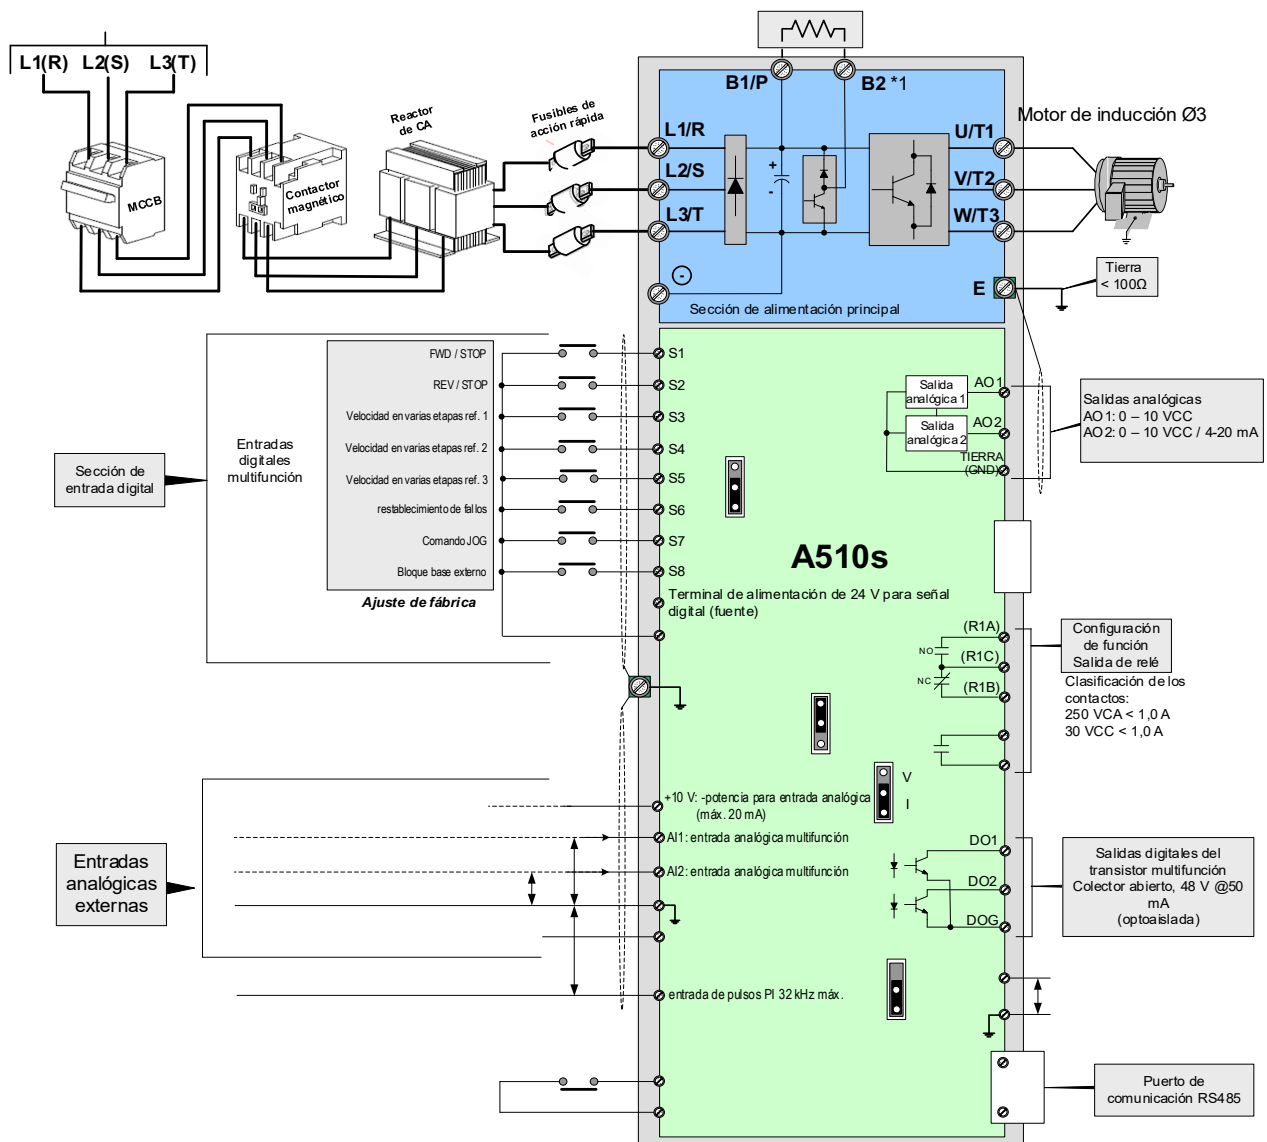 L1(R) L2(S) L3(T)
MCCB
Contactor
magnético
Reactor
de CA
Fusibles de
acción rápida
B1/P
B2 *1
L1/R
L2/S
L3/T
+
-
-
U/T1
V/T2
W/T3
E
Motor de inducción Ø3
Tierra
< 100Ω
Sección de alimentación principal
Sección de
entrada digital
Entradas
digitales
multifunción
FWD / STOP
REV / STOP
Velocidad en varias etapas ref. 1
Velocidad en varias etapas ref. 2
Velocidad en varias etapas ref. 3
restablecimiento de fallos
Comando JOG
Bloque base externo
Ajuste de fábrica
S1
S2
S3
S4
S5
S6
S7
S8
Salida
analógica 1
Salida
analógica 2
AO1
AO2
TIERRA
(GND)
Salidas analógicas
AO1: 0 – 10 VCC
AO2: 0 – 10 VCC / 4-20 mA
A510s
Terminal de alimentación de 24 V para señal
digital (fuente)
(R1A)
NO
(R1C)
NC
(R1B)
Configuración
de función
Salida de relé
Clasificación de los
contactos:
250 VCA < 1,0 A
30 VCC < 1,0 A
V
I
+10 V: -potencia para entrada analógica
(máx. 20 mA)
AI1: entrada analógica multifunción
AI2: entrada analógica multifunción
Entradas
analógicas
externas
DO1
DO2
DOG
Salidas digitales del
transistor multifunción
Colector abierto, 48 V @50
mA
(optoaislada)
entrada de pulsos PI 32 kHz máx.
Puerto de
comunicación RS485